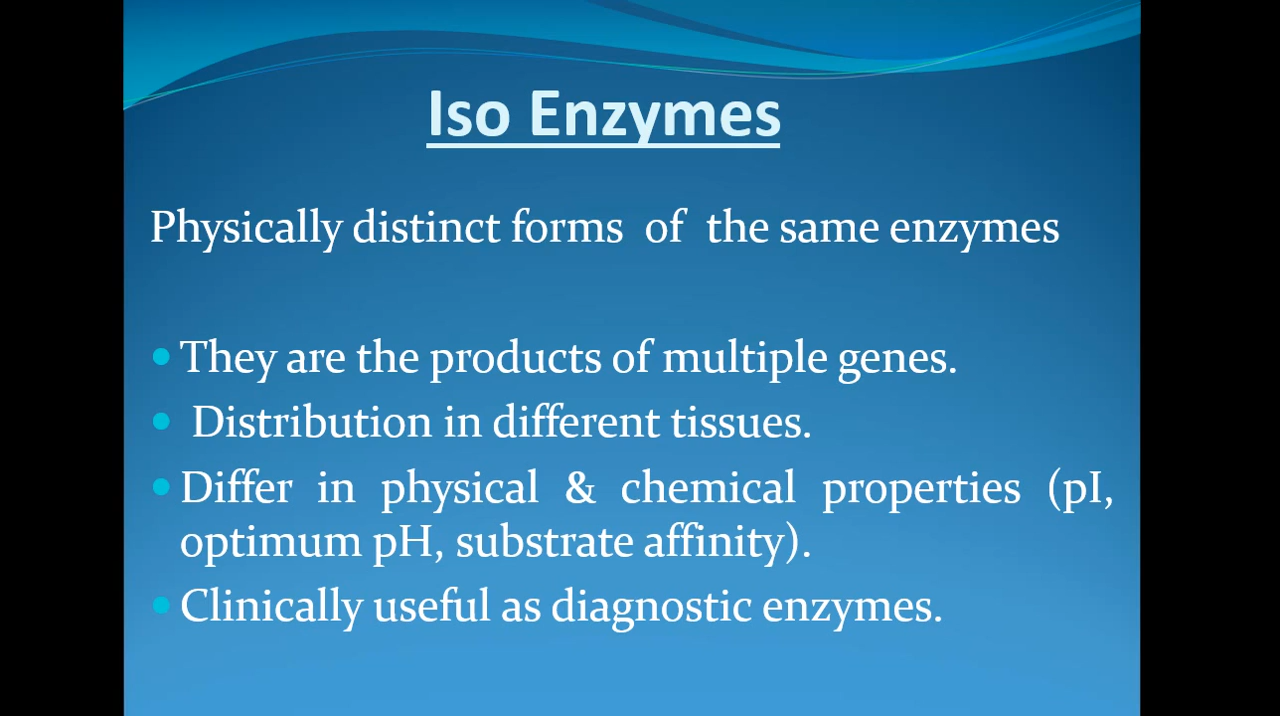 Iso Enzymes
Physically distinct forms of the same enzymes
• They are the products of multiple genes.
• Distribution in different tissues.
• Differ in physical & chemical properties (pI,
optimum pH, substrate affinity).
• Clinically useful as diagnostic enzymes.